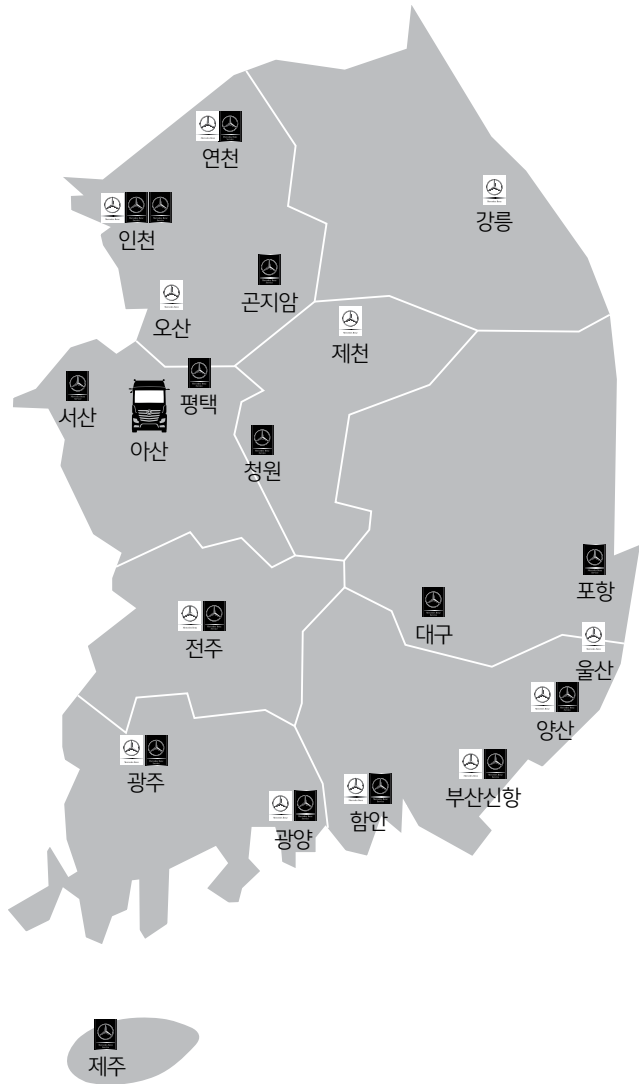 연천
인천
강릉
곤지암
오산
제천
서산
평택
아산
청원
포항
대구
전주
울산
양산
광주
부산신항
함안
광양
제주